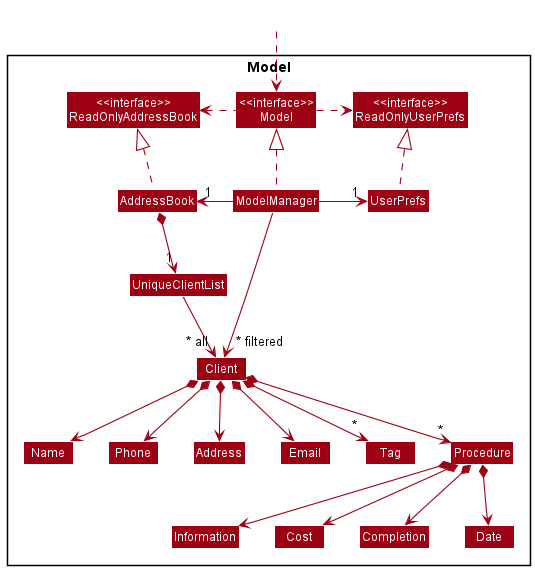 Model
<<interface>>
ReadOnlyAddressBook
<<interface>>
Model
<<interface>>
ReadOnlyUserPrefs
AddressBook
1
ModelManager
1
UserPrefs
1
UniqueClientList
* all
* filtered
Client
*
*
Name
Phone
Address
Email
Tag
Procedure
Information
Cost
Completion
Date